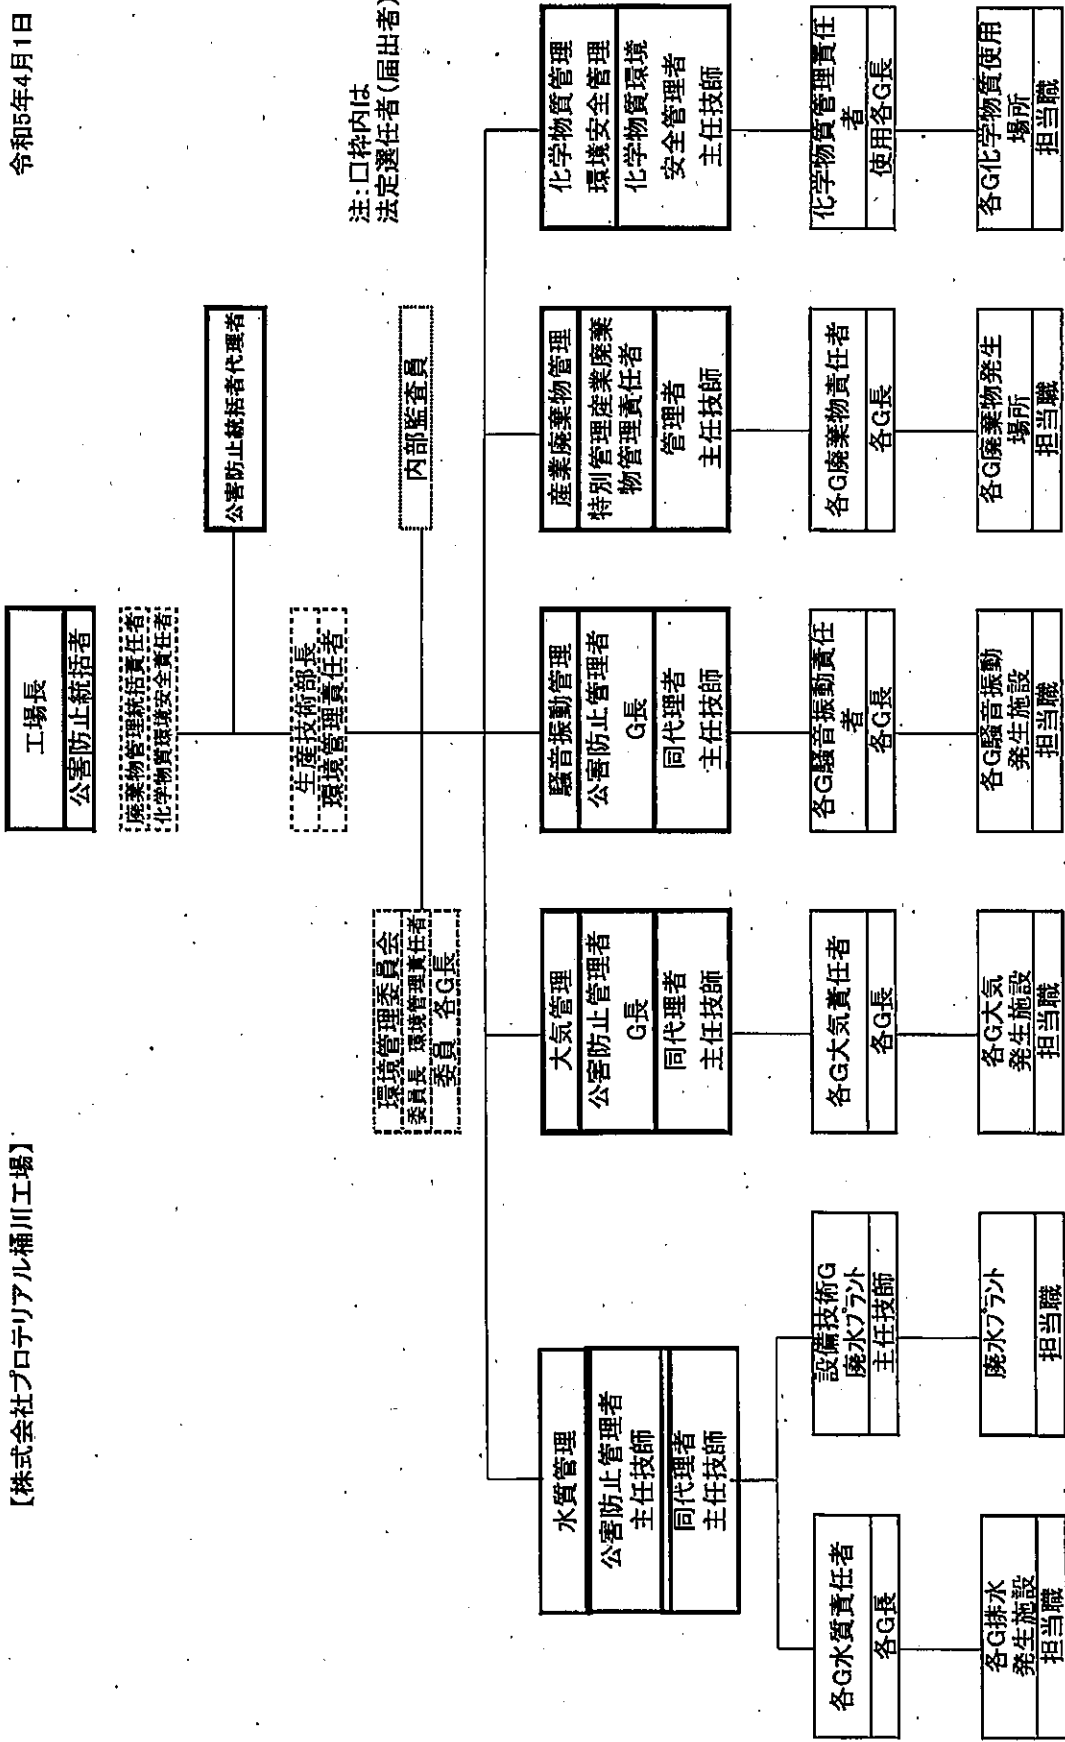 【株式会社プロテリアル桶川工場】
令和5年4月1日
工場長
公害防止統括者
廃棄物管理統括責任者
化学物質環境安全責任者
公害防止統括者代理者
生産技術部長
環境管理責任者
注:口枠内は
法定選任者(届出者)
環境管理委員会
委員長 環境管理責任者
委員 各G長
内部監査員
水質管理
公害防止管理者
主任技師
同代理者
主任技師
大気管理
公害防止管理者
G長
同代理者
主任技師
騒音振動管理
公害防止管理者
G長
同代理者
主任技師
産業廃棄物管理
特別管理産業廃棄
物管理責任者
管理者
主任技師
化学物質管理
環境安全管理
化学物質環境
安全管理者
主任技師
各G水質責任者
各G長
設備技術G
廃水プラント
主任技師
各G大気責任者
各G長
各G騒音振動責任
者
各G長
各G廃棄物責任者
各G長
化学物質管理責任
者
使用各G長
各G排水
発生施設
担当職
廃水プラント
担当職
各G大気
発生施設
担当職
各G騒音振動
発生施設
担当職
各G廃棄物発生
場所
担当職
各G化学物質使用
場所
担当職